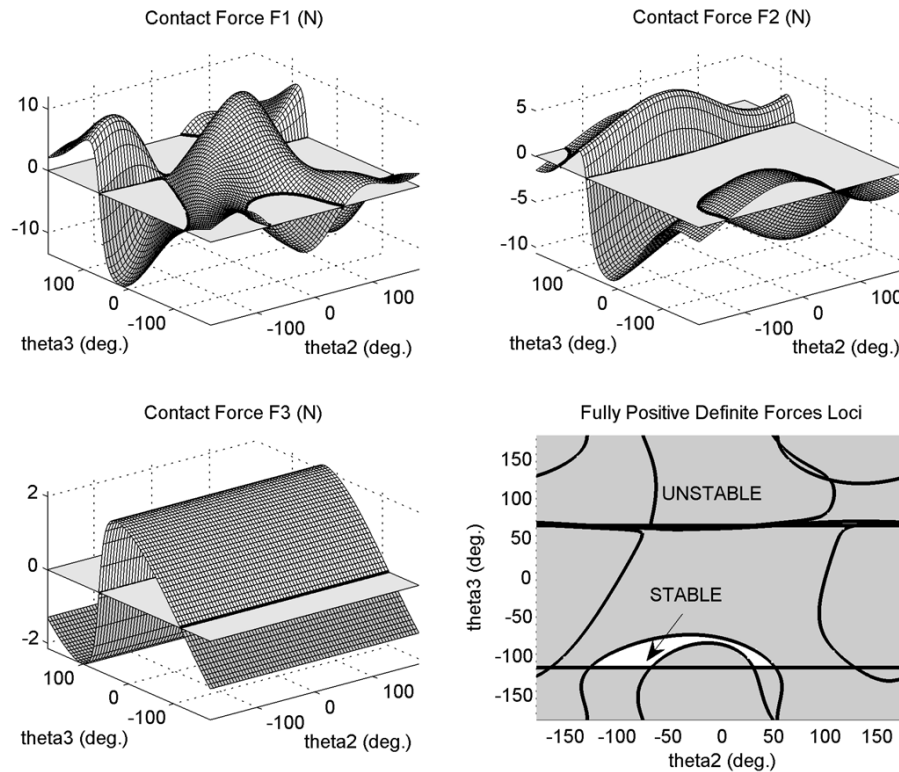 Contact Force F1 (N)
10
0
-10
100
0
-100
theta3 (deg.)
-100
0
100
theta2 (deg.)
Contact Force F2 (N)
5
0
-5
-10
100
0
-100
theta3 (deg.)
-100
0
100
theta2 (deg.)
Contact Force F3 (N)
2
0
-2
100
0
-100
theta3 (deg.)
-100
0
100
theta2 (deg.)
Fully Positive Definite Forces Loci
theta3 (deg.)
150
100
50
0
-50
-100
-150
UNSTABLE
STABLE
-150 -100 -50 0 50 100 150
theta2 (deg.)